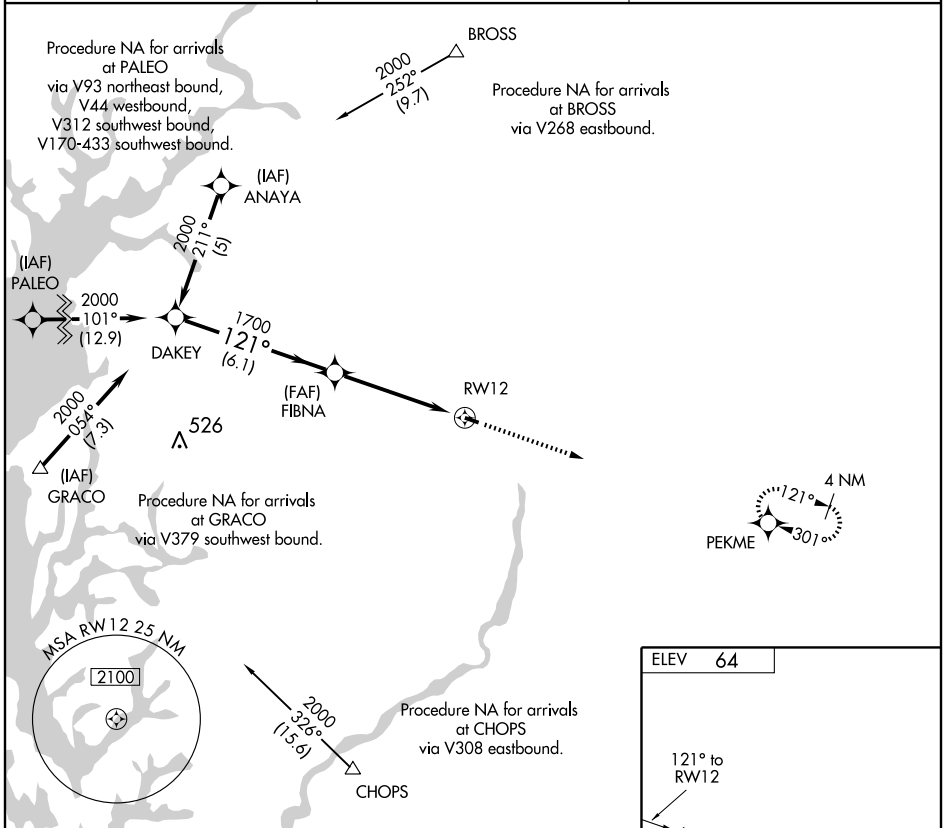 BROSS
2000
252°
(9.7)
Procedure NA for arrivals
at PALEO
via V93 northeast bound,
V44 westbound,
V312 southwest bound,
V170-433 southwest bound.
Procedure NA for arrivals
at BROSS
via V268 eastbound.
(IAF)
ANAYA
2000
211°
(5)
(IAF)
PALEO
2000
101°
(12.9)
DAKEY
1700
121°
(6.1)
(FAF)
FIBNA
RW12
2000
054°
(7.3)
(IAF)
GRACO
526
Procedure NA for arrivals
at GRACO
via V379 southwest bound.
4 NM
121°
301°
PEKME
MSA RW12 25 NM
2100
2000
326°
(15.6)
CHOPS
Procedure NA for arrivals
at CHOPS
via V308 eastbound.
ELEV 64
121° to
RW12